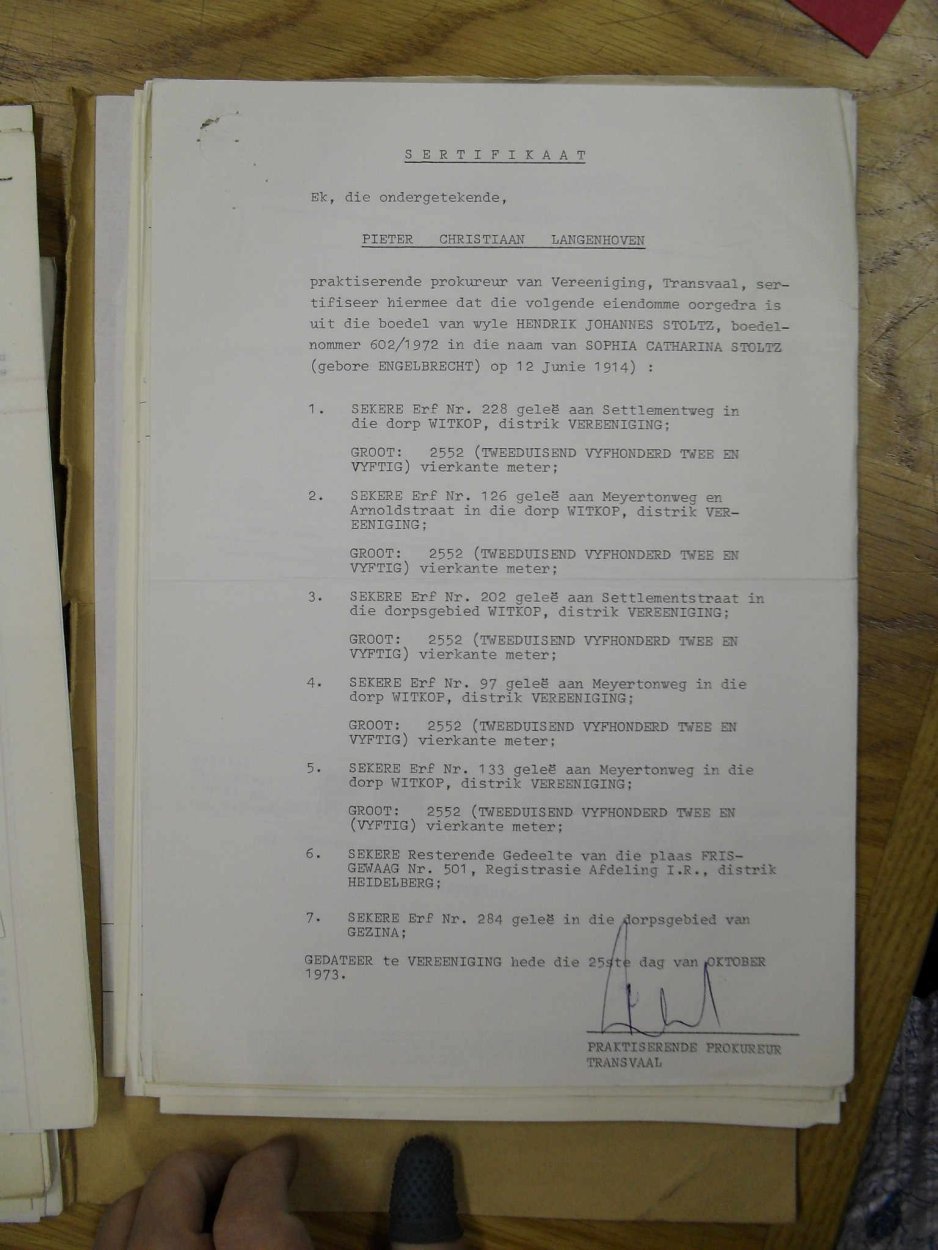 SERTIFIKAAT
Ek, die ondergetekende,
PIETER CHRISTIAAN LANGENHOVEN
praktiserende prokureur van Vereeniging, Transvaal, ser-
tifiseer hiermee dat die volgende eiendomme oorgedra is
uit die boedel van wyle HENDRIK JOHANNES STOLTZ, boedel-
nommer 602/1972 in die naam van SOPHIA CATHARINA STOLTZ
(gebore ENGELBRECHT) op 12 Junie 1914) :
1. SEKERE Erf Nr. 228 geleë aan Settlementweg in
die dorp WITKOP, distrik VEREENIGING;
GROOT: 2552 (TWEEDUISEND VYFHONDERD TWEE EN
VYFTIG) vierkante meter;
2. SEKERE Erf Nr. 126 geleë aan Meyertonweg en
Arnoldstraat in die dorp WITKOP, distrik VER-
EENIGING;
GROOT: 2552 (TWEEDUISEND VYFHONDERD TWEE EN
VYFTIG) vierkante meter;
3. SEKERE Erf Nr. 202 geleë aan Settlementstraat in
die dorpsgebied WITKOP, distrik VEREENIGING;
GROOT: 2552 (TWEEDUISEND VYFHONDERD TWEE EN
VYFTIG) vierkante meter;
4. SEKERE Erf Nr. 97 geleë aan Meyertonweg in die
dorp WITKOP, distrik VEREENIGING;
GROOT: 2552 (TWEEDUISEND VYFHONDERD TWEE EN
VYFTIG) vierkante meter;
5. SEKERE Erf Nr. 133 geleë aan Meyertonweg in die
dorp WITKOP, distrik VEREENIGING;
GROOT: 2552 (TWEEDUISEND VYFHONDERD TWEE EN
(VYFTIG) vierkante meter;
6. SEKERE Resterende Gedeelte van die plaas FRIS-
GEWAAG Nr. 501, Registrasie Afdeling I.R., distrik
HEIDELBERG;
7. SEKERE Erf Nr. 284 geleë in die dorpsgebied van
GEZINA;
GEDATEER te VEREENIGING hede die 25ste dag van OKTOBER
1973.
PRAKTISERENDE PROKUREUR
TRANSVAAL